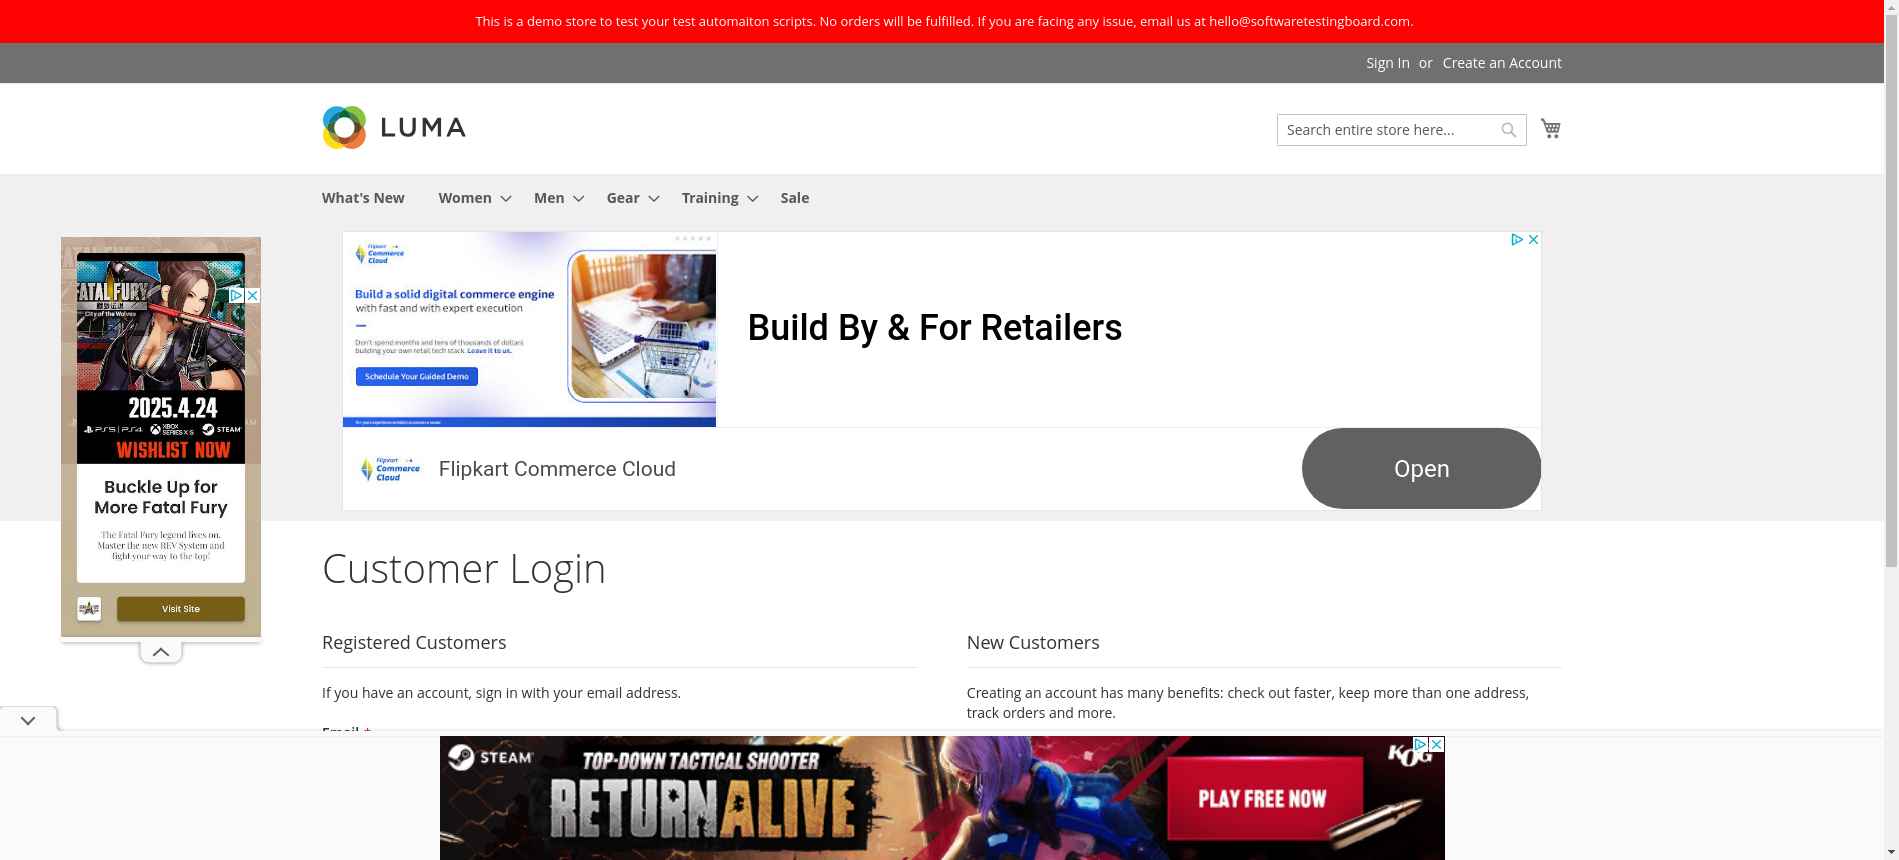 This is a demo store to test your test automaiton scripts. No orders will be fulfilled. If you are facing any issue, email us at hello@softwaretestingboard.com.
Sign In or Create an Account
LUMA
Search entire store here...
What's New Women Men Gear Training Sale
Flipkart
Commerce
Cloud
Build a solid digital commerce engine
with fast and with expert execution
Don't spend months and tens of thousands of dollars
building your own retail tech stack. Leave it to us.
Schedule Your Guided Demo
Build By & For Retailers
Flipkart
Commerce
Cloud
Flipkart Commerce Cloud
Open
FATAL FURY
City of the Wolves
2025.4.24
PS5 | PS4 XBOX SERIES X|S STEAM
WISHLIST NOW
Buckle Up for
More Fatal Fury
The Fatal Fury legend lives on.
Master the new REV System and
fight your way to the top!
Visit Site
Customer Login
Registered Customers
If you have an account, sign in with your email address.
Email *
New Customers
Creating an account has many benefits: check out faster, keep more than one address,
track orders and more.
STEAM
TOP-DOWN TACTICAL SHOOTER
RETURN ALIVE
PLAY FREE NOW
KOG